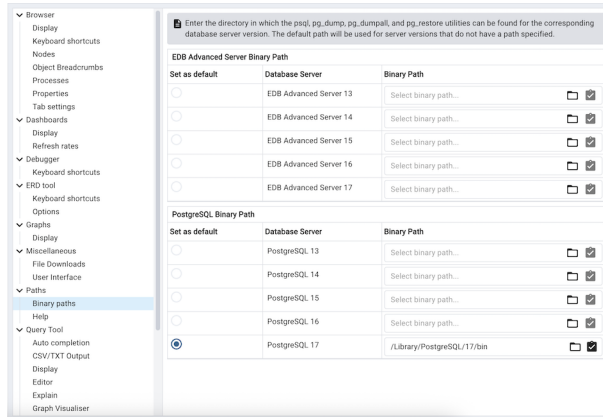 Browser
Display
Keyboard shortcuts
Nodes
Object Breadcrumbs
Processes
Properties
Tab settings
Dashboards
Display
Refresh rates
Debugger
Keyboard shortcuts
ERD tool
Keyboard shortcuts
Options
Graphs
Display
Miscellaneous
File Downloads
User Interface
Paths
Binary paths
Help
Query Tool
Auto completion
CSV/TXT Output
Display
Editor
Explain
Graph Visualiser
Enter the directory in which the psql, pg_dump, pg_dumpall, and pg_restore utilities can be found for the corresponding
database server version. The default path will be used for server versions that do not have a path specified.
EDB Advanced Server Binary Path
Set as default Database Server Binary Path
EDB Advanced Server 13 Select binary path...
EDB Advanced Server 14 Select binary path...
EDB Advanced Server 15 Select binary path...
EDB Advanced Server 16 Select binary path...
EDB Advanced Server 17 Select binary path...
PostgreSQL Binary Path
Set as default Database Server Binary Path
PostgreSQL 13 Select binary path...
PostgreSQL 14 Select binary path...
PostgreSQL 15 Select binary path...
PostgreSQL 16 Select binary path...
PostgreSQL 17 /Library/PostgreSQL/17/bin